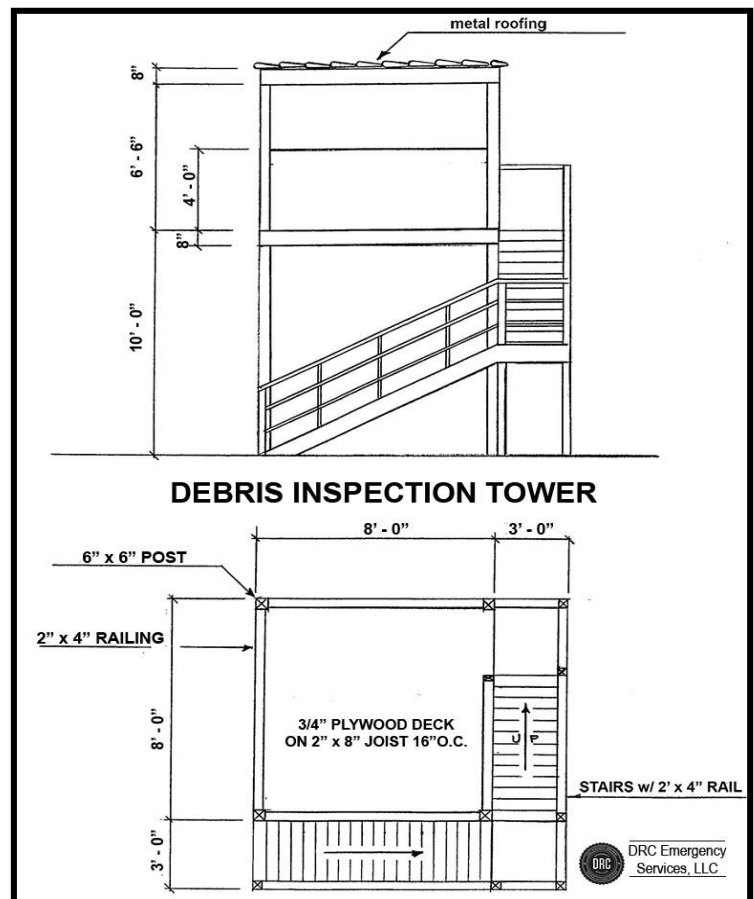 metal roofing
8”
6’ - 6”
4’ - 0”
8”
10’ - 0”
DEBRIS INSPECTION TOWER
8’ - 0”
3’ - 0”
6” x 6” POST
2” x 4” RAILING
8’ - 0”
3/4” PLYWOOD DECK
ON 2” x 8” JOIST 16”O.C.
UP
STAIRS w/ 2’ x 4” RAIL
3’ - 0”
DRC
DRC Emergency
Services, LLC